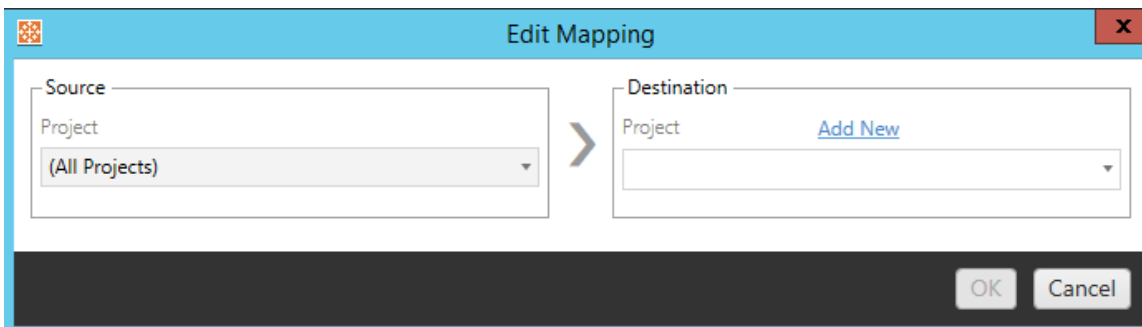 Edit Mapping
x
Source
Project
(All Projects)
Destination
Project Add New
OK Cancel